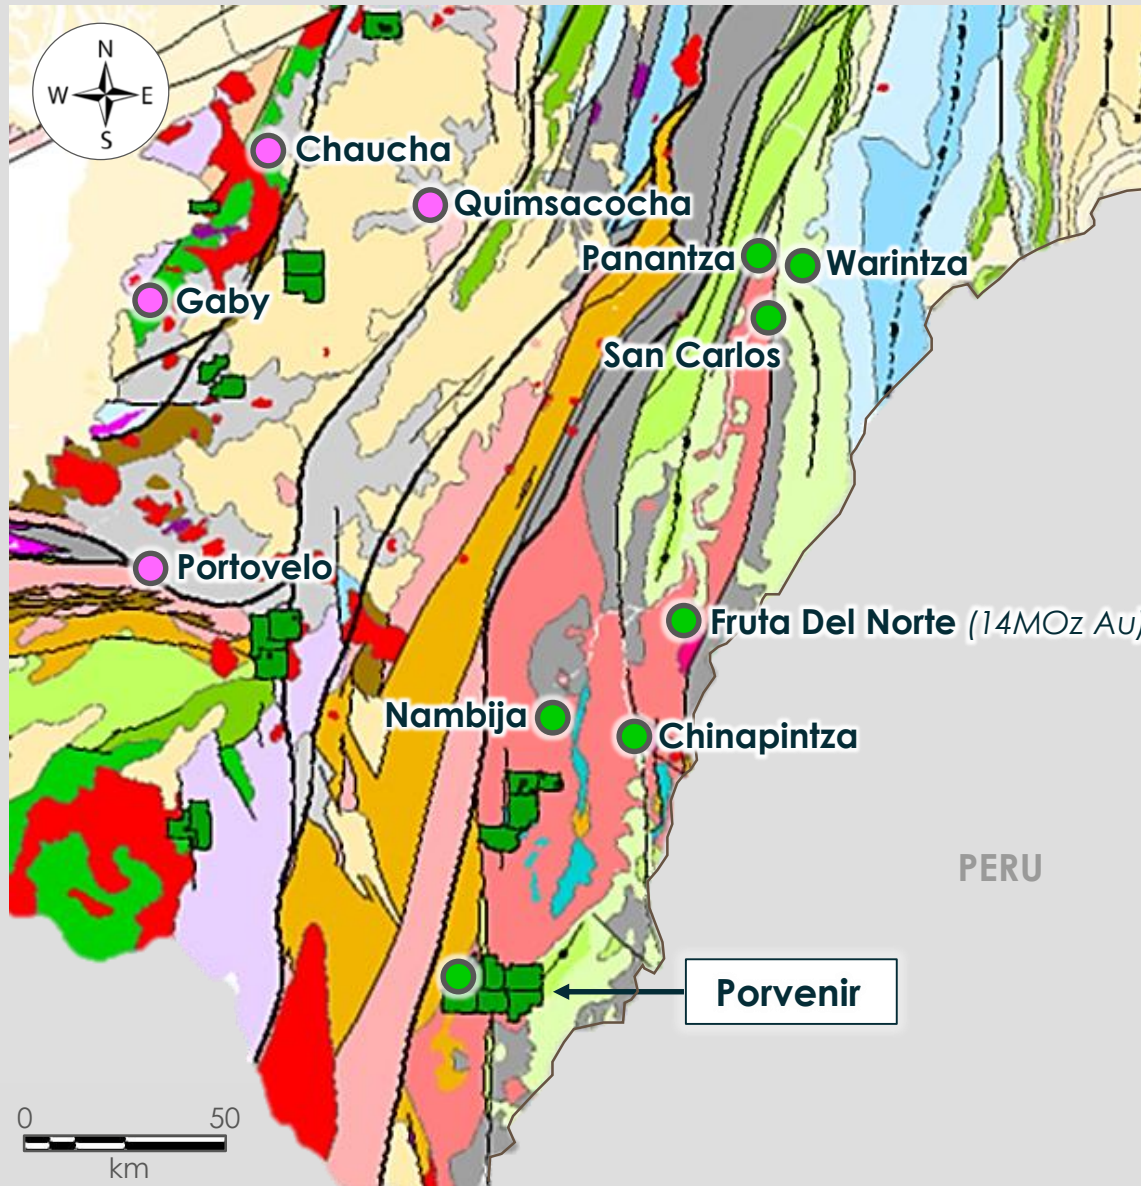 N
W E
S
Chaucha
Quimsacocha
Panantza
Warintza
Gaby
San Carlos
Portovelo
Fruta Del Norte (14MOz Au)
Nambija
Chinapintza
PERU
Porvenir
0 50
km